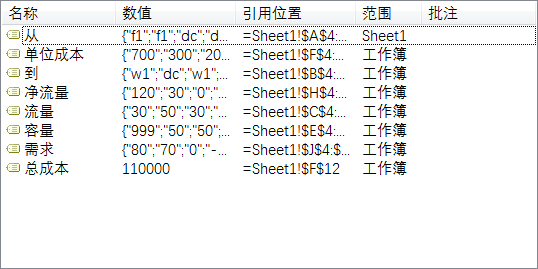 名称 数值 引用位置 范围 批注
从 {"f1";"f1";"dc";"d... =Sheet1!$A$4:... Sheet1
单位成本 {"700";"300";"20... =Sheet1!$F$4:... 工作簿
到 {"w1";"dc";"w1";... =Sheet1!$B$4:... 工作簿
净流量 {"120";"30";"0";"... =Sheet1!$H$4:... 工作簿
流量 {"30";"50";"30";"... =Sheet1!$C$4:... 工作簿
容量 {"999";"50";"50";... =Sheet1!$E$4:... 工作簿
需求 {"80";"70";"0";"-... =Sheet1!$J$4:$... 工作簿
总成本 110000 =Sheet1!$F$12 工作簿